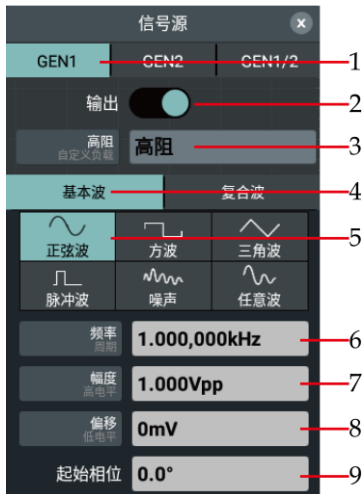 信号源 x
GEN1 GEN2 GEN1/2 1
输出 2
高阻 高阻 3
自定义负载
基本波 复合波 4
正弦波 方波 三角波 5
脉冲波 噪声 任意波
频率 1.000,000kHz 6
周期
幅度 1.000Vpp 7
高电平
偏移 0mV 8
低电平
起始相位 0.0° 9